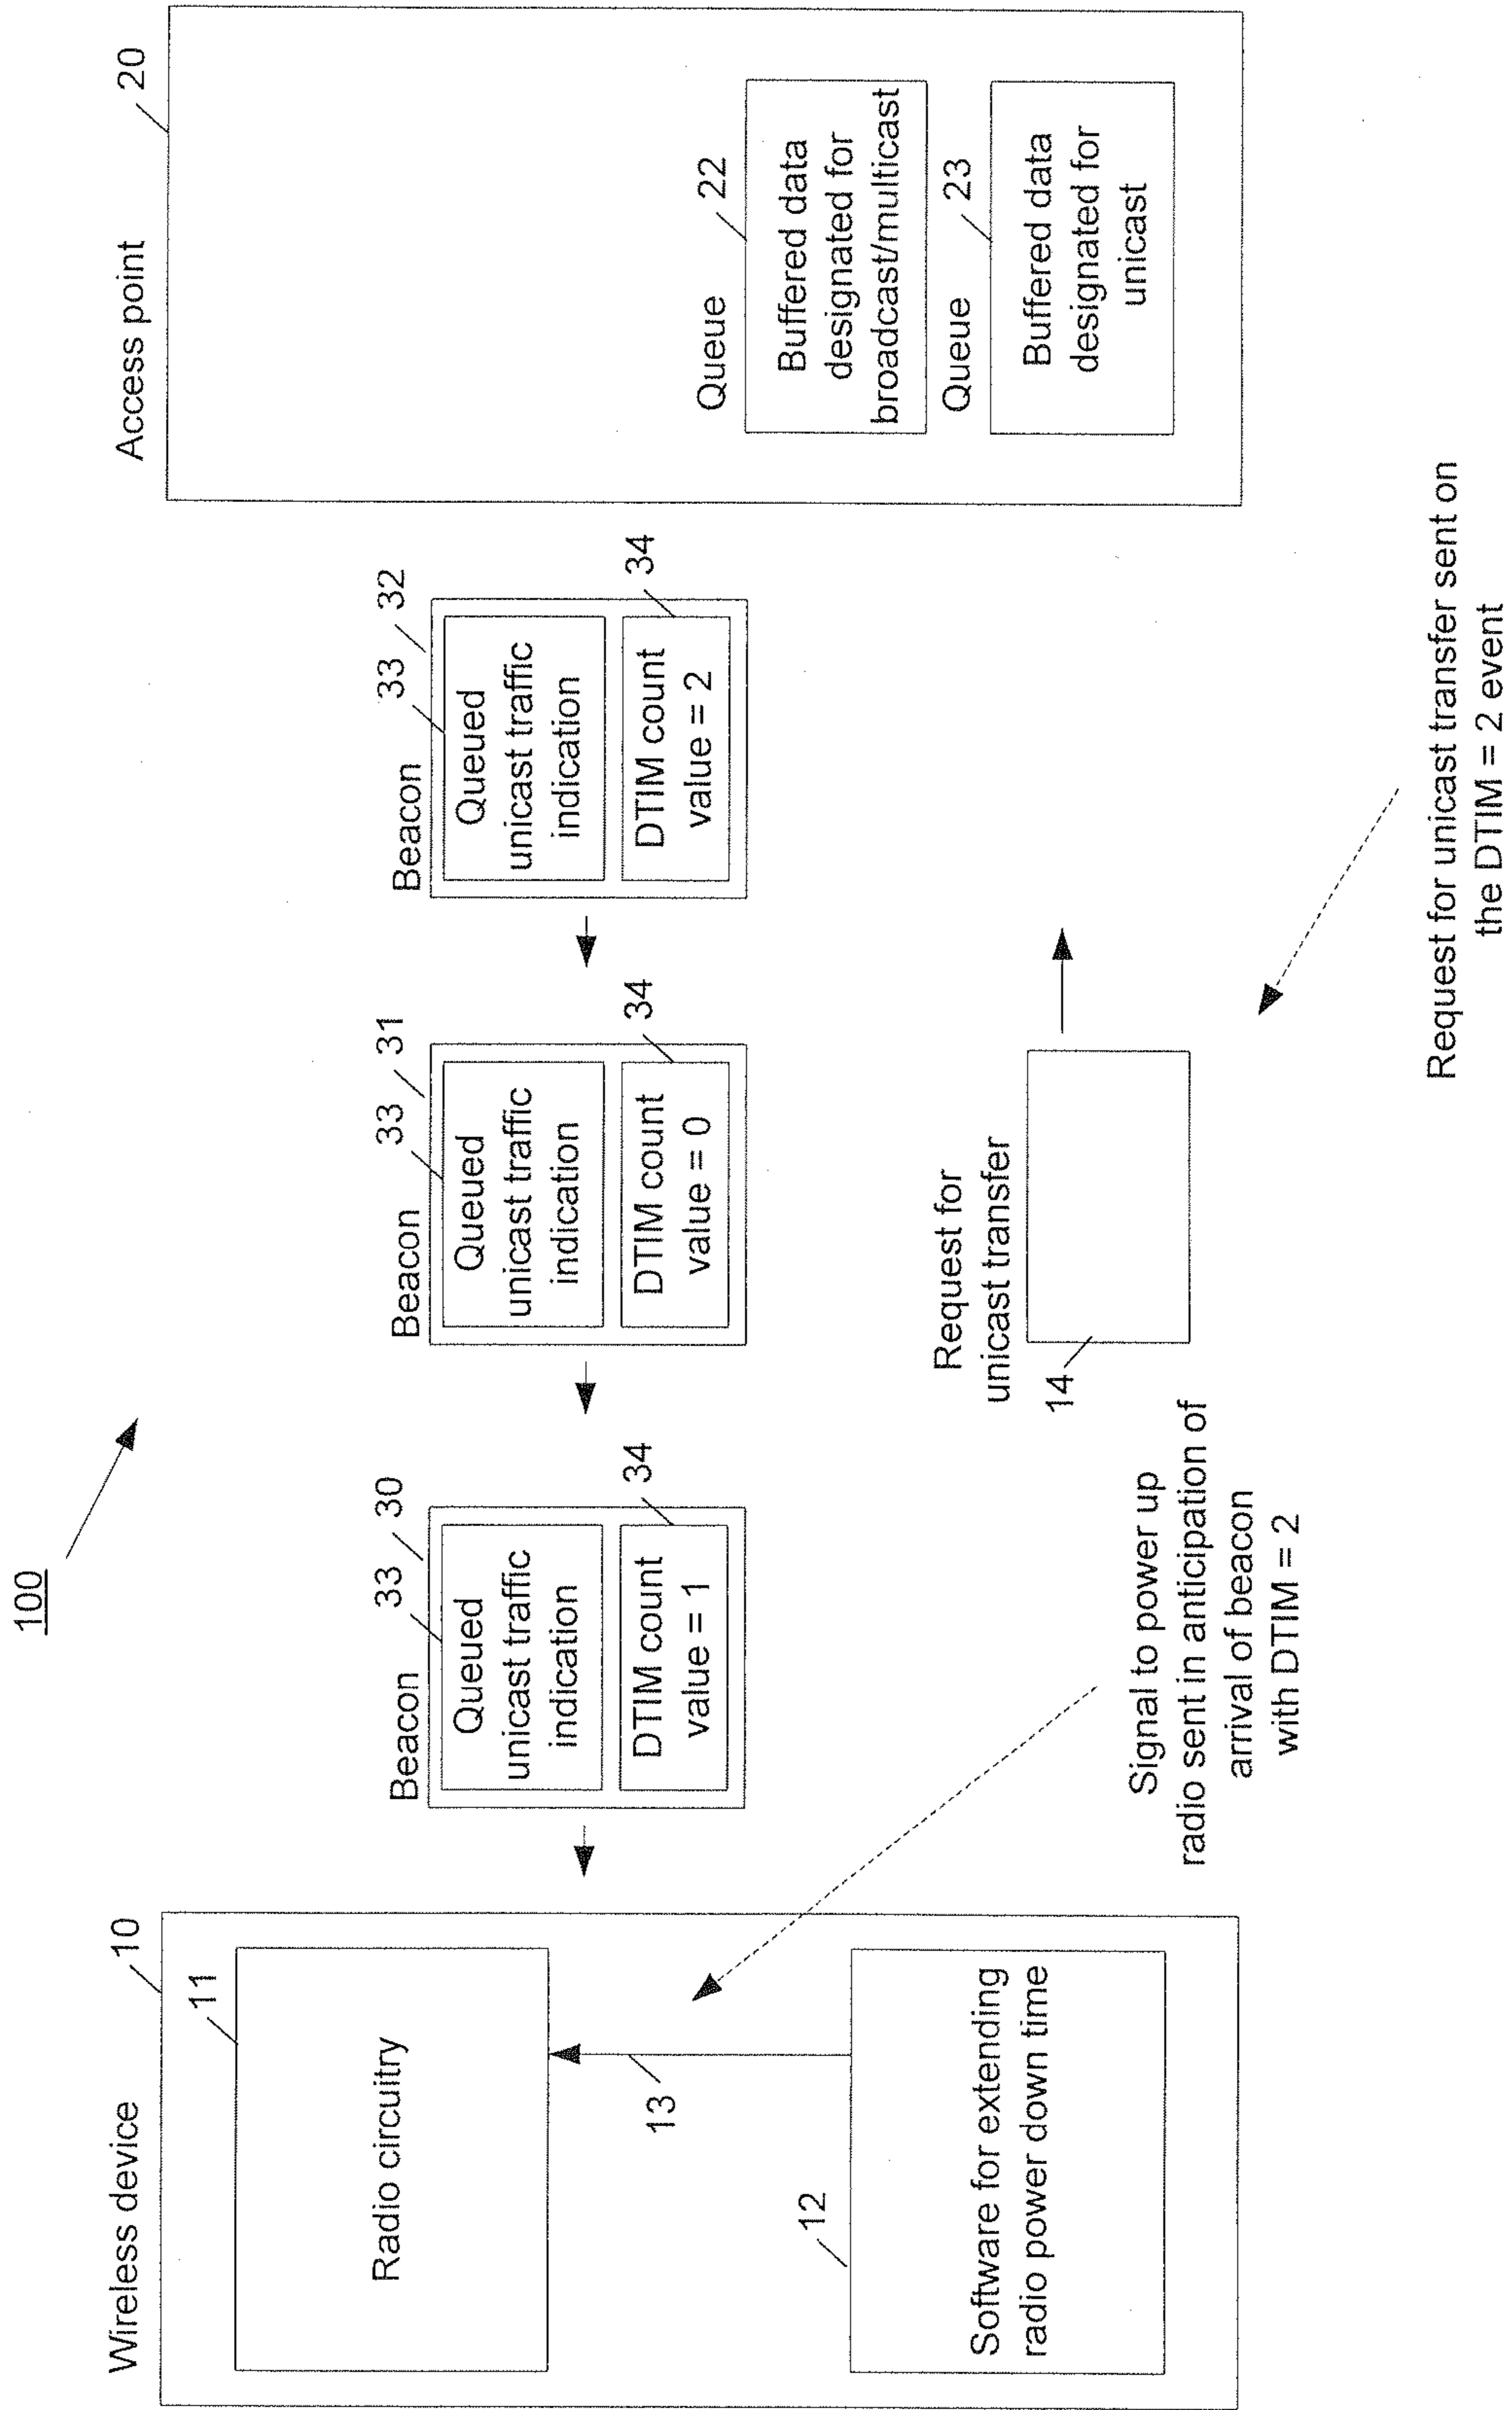 100
Wireless device
10
11
Radio circuitry
13
12
Software for extending
radio power down time
Signal to power up
radio sent in anticipation of
arrival of beacon
with DTIM = 2
Beacon
33
30
Queued
unicast traffic
indication
34
DTIM count
value = 1
Beacon
33
31
Queued
unicast traffic
indication
34
DTIM count
value = 0
Beacon
33
32
Queued
unicast traffic
indication
34
DTIM count
value = 2
Request for
unicast transfer
14
Request for unicast transfer sent on
the DTIM = 2 event
Access point
20
Queue
22
Buffered data
designated for
broadcast/multicast
Queue
23
Buffered data
designated for
unicast